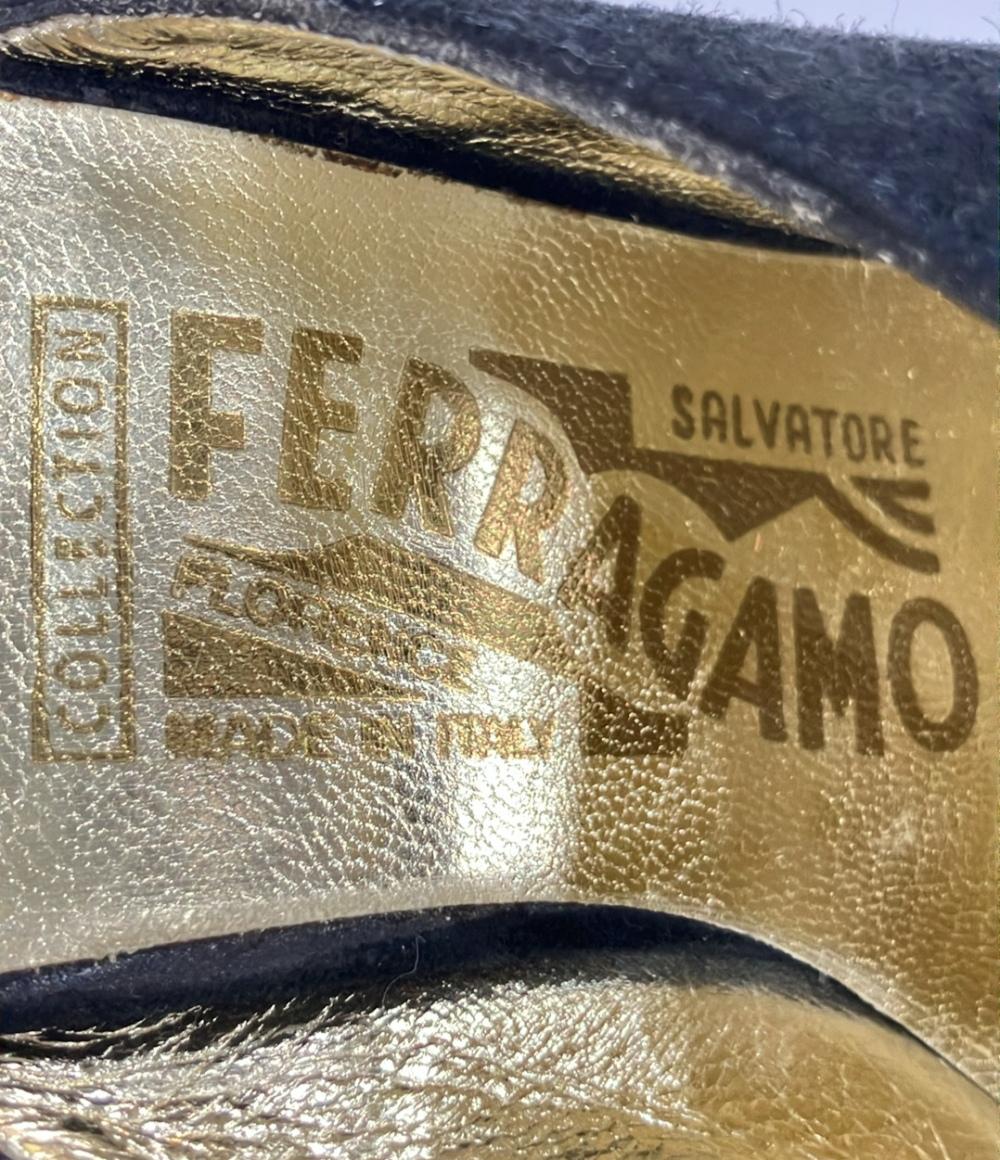 COLLECTION
FERRAGAMO
SALVATORE
FLORENCE
MADE IN ITALY